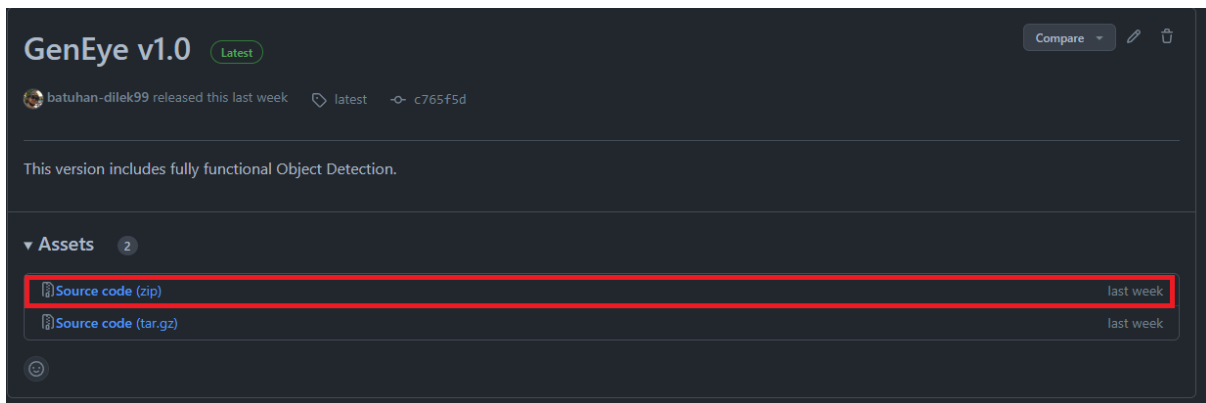 GenEye v1.0 Latest Compare
batuhan-dilek99 released this last week latest c765f5d
This version includes fully functional Object Detection.
Assets 2
Source code (zip) last week
Source code (tar.gz) last week